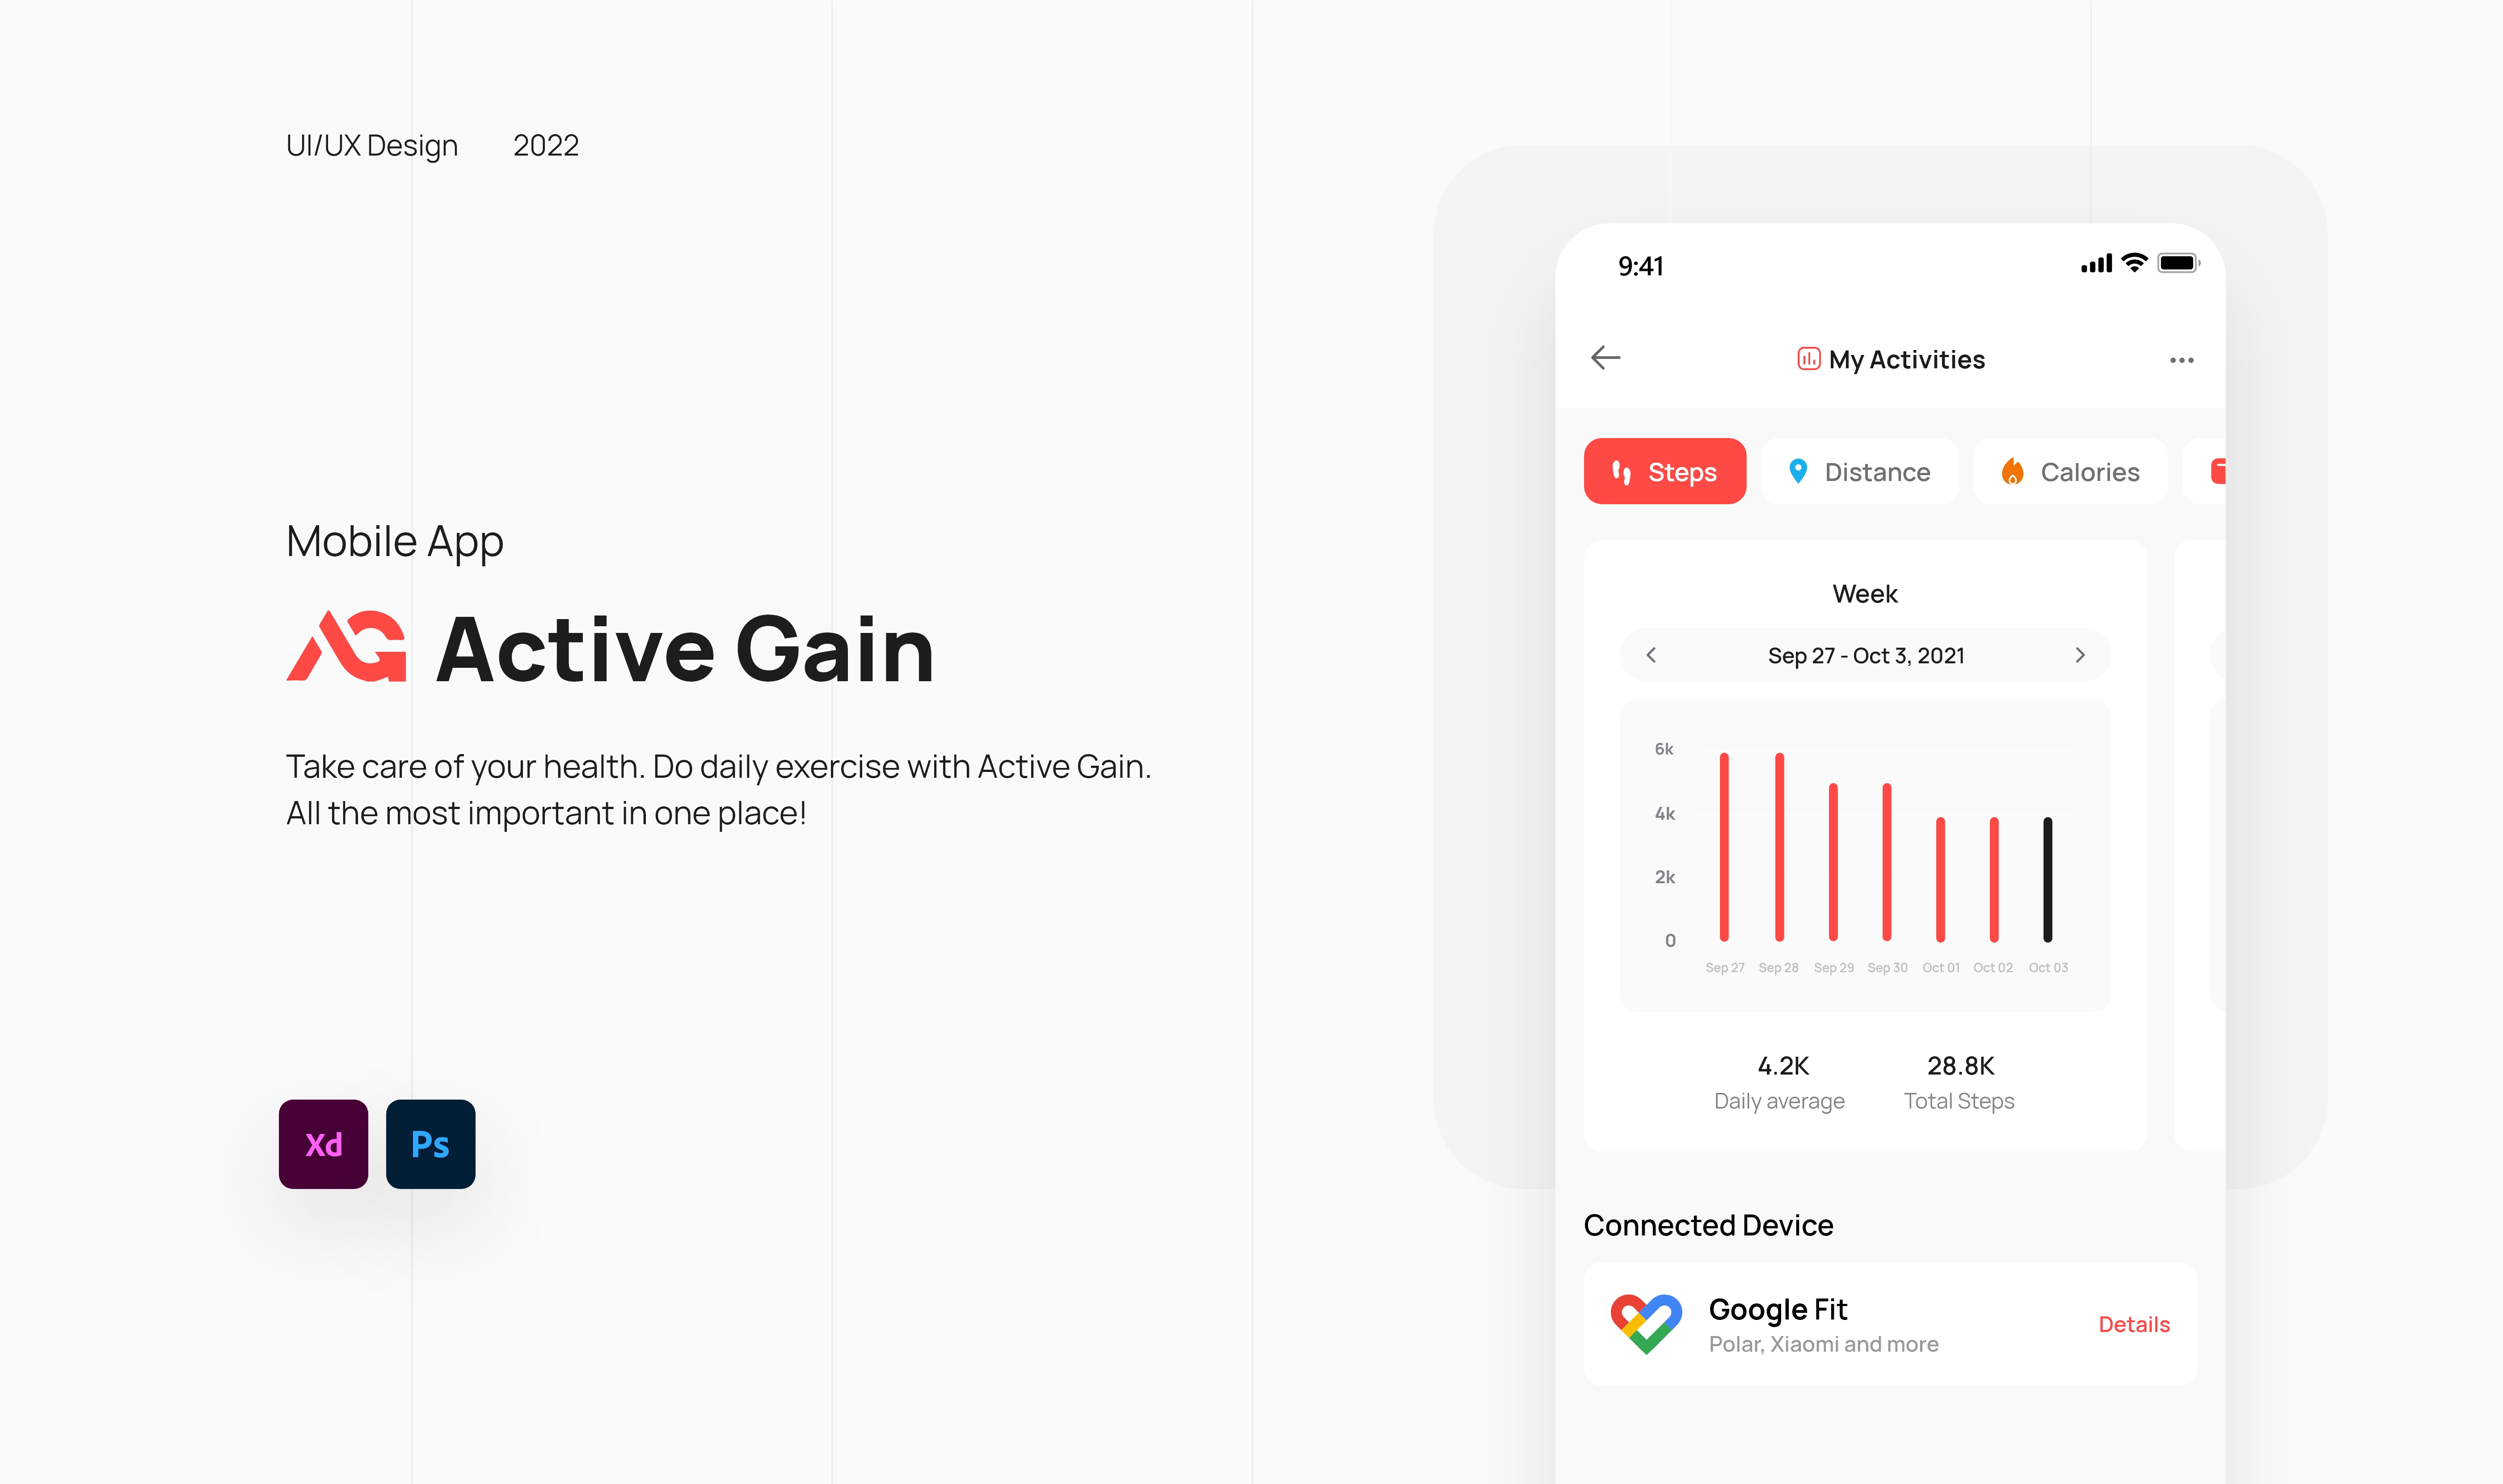 UI/UX Design 2022
Mobile App
AG Active Gain
Take care of your health. Do daily exercise with Active Gain.
All the most important in one place!
Xd Ps
9:41
My Activities
Steps Distance Calories
Week
Sep 27 - Oct 3, 2021
6k
4k
2k
0
Sep 27 Sep 28 Sep 29 Sep 30 Oct 01 Oct 02 Oct 03
4.2K 28.8K
Daily average Total Steps
Connected Device
Google Fit
Polar, Xiaomi and more
Details